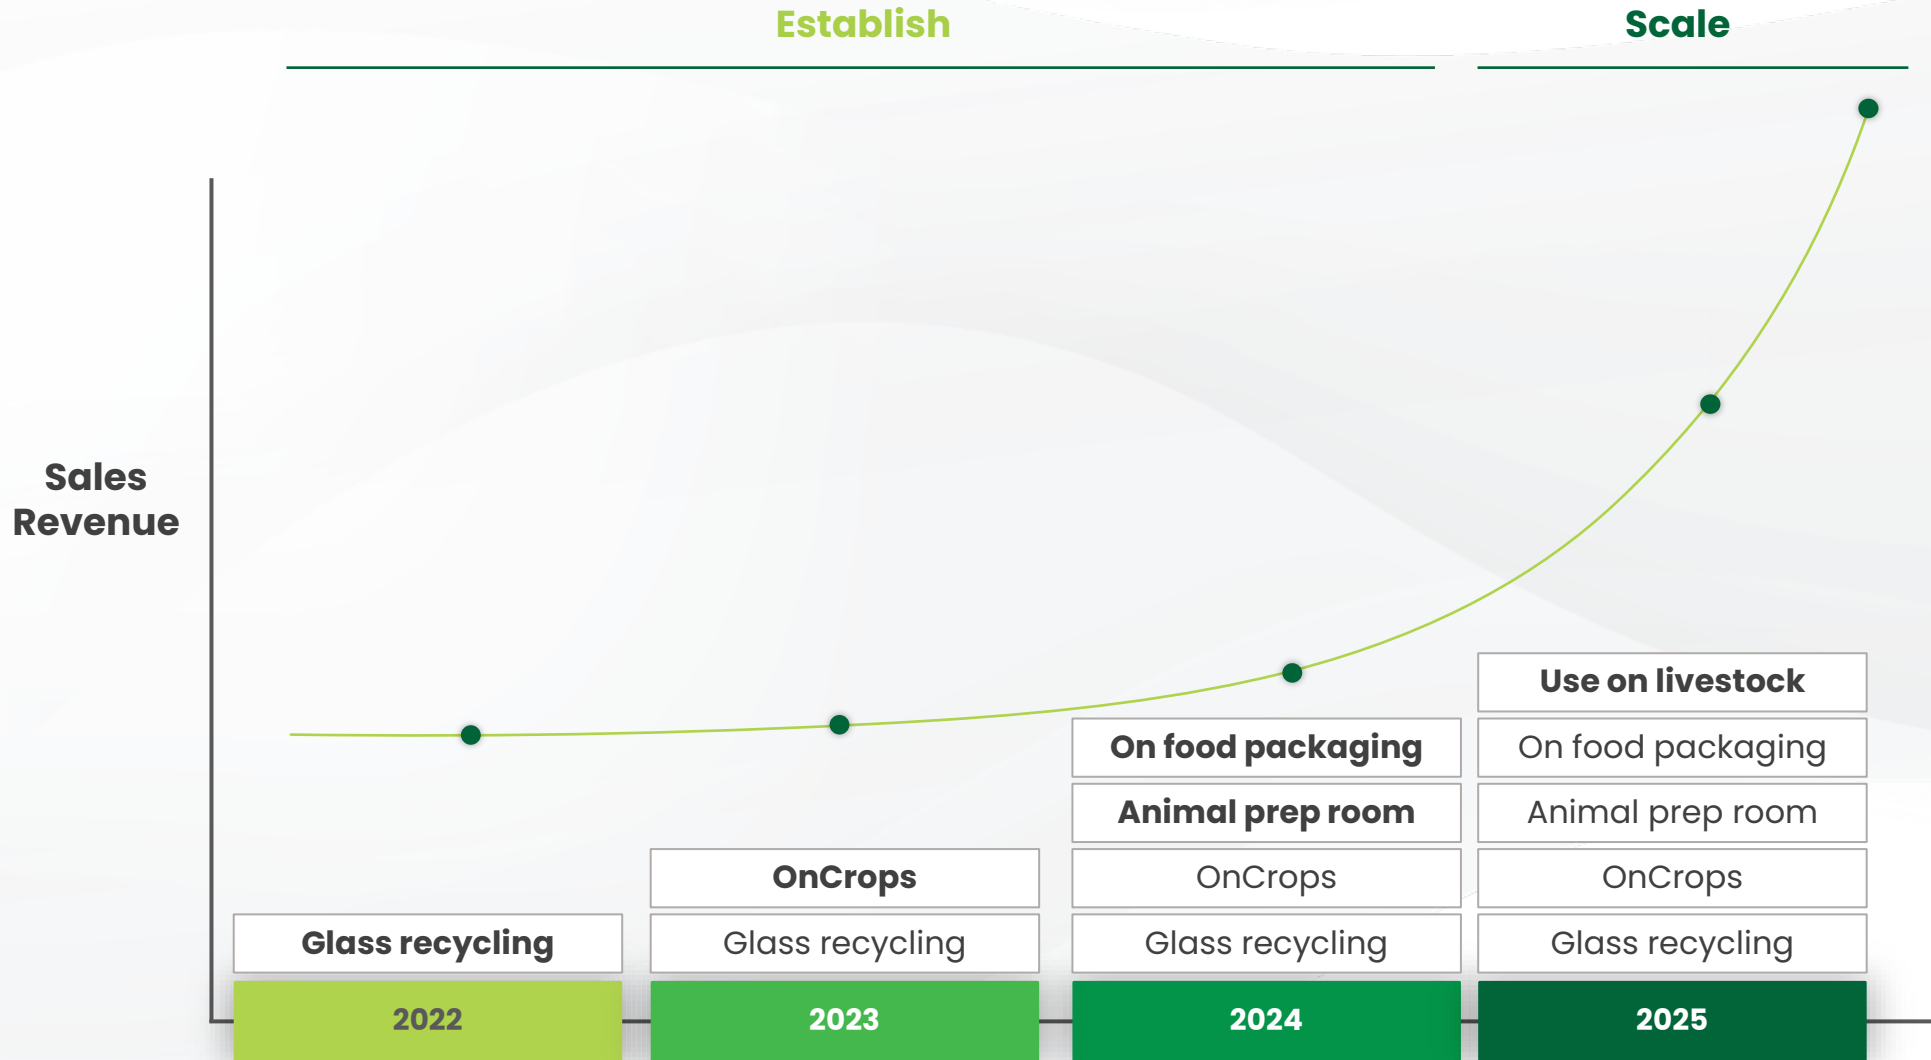 Establish
Scale
Sales
Revenue
Use on livestock
On food packaging
On food packaging
Animal prep room
Animal prep room
OnCrops
OnCrops
OnCrops
Glass recycling
Glass recycling
Glass recycling
Glass recycling
2022
2023
2024
2025